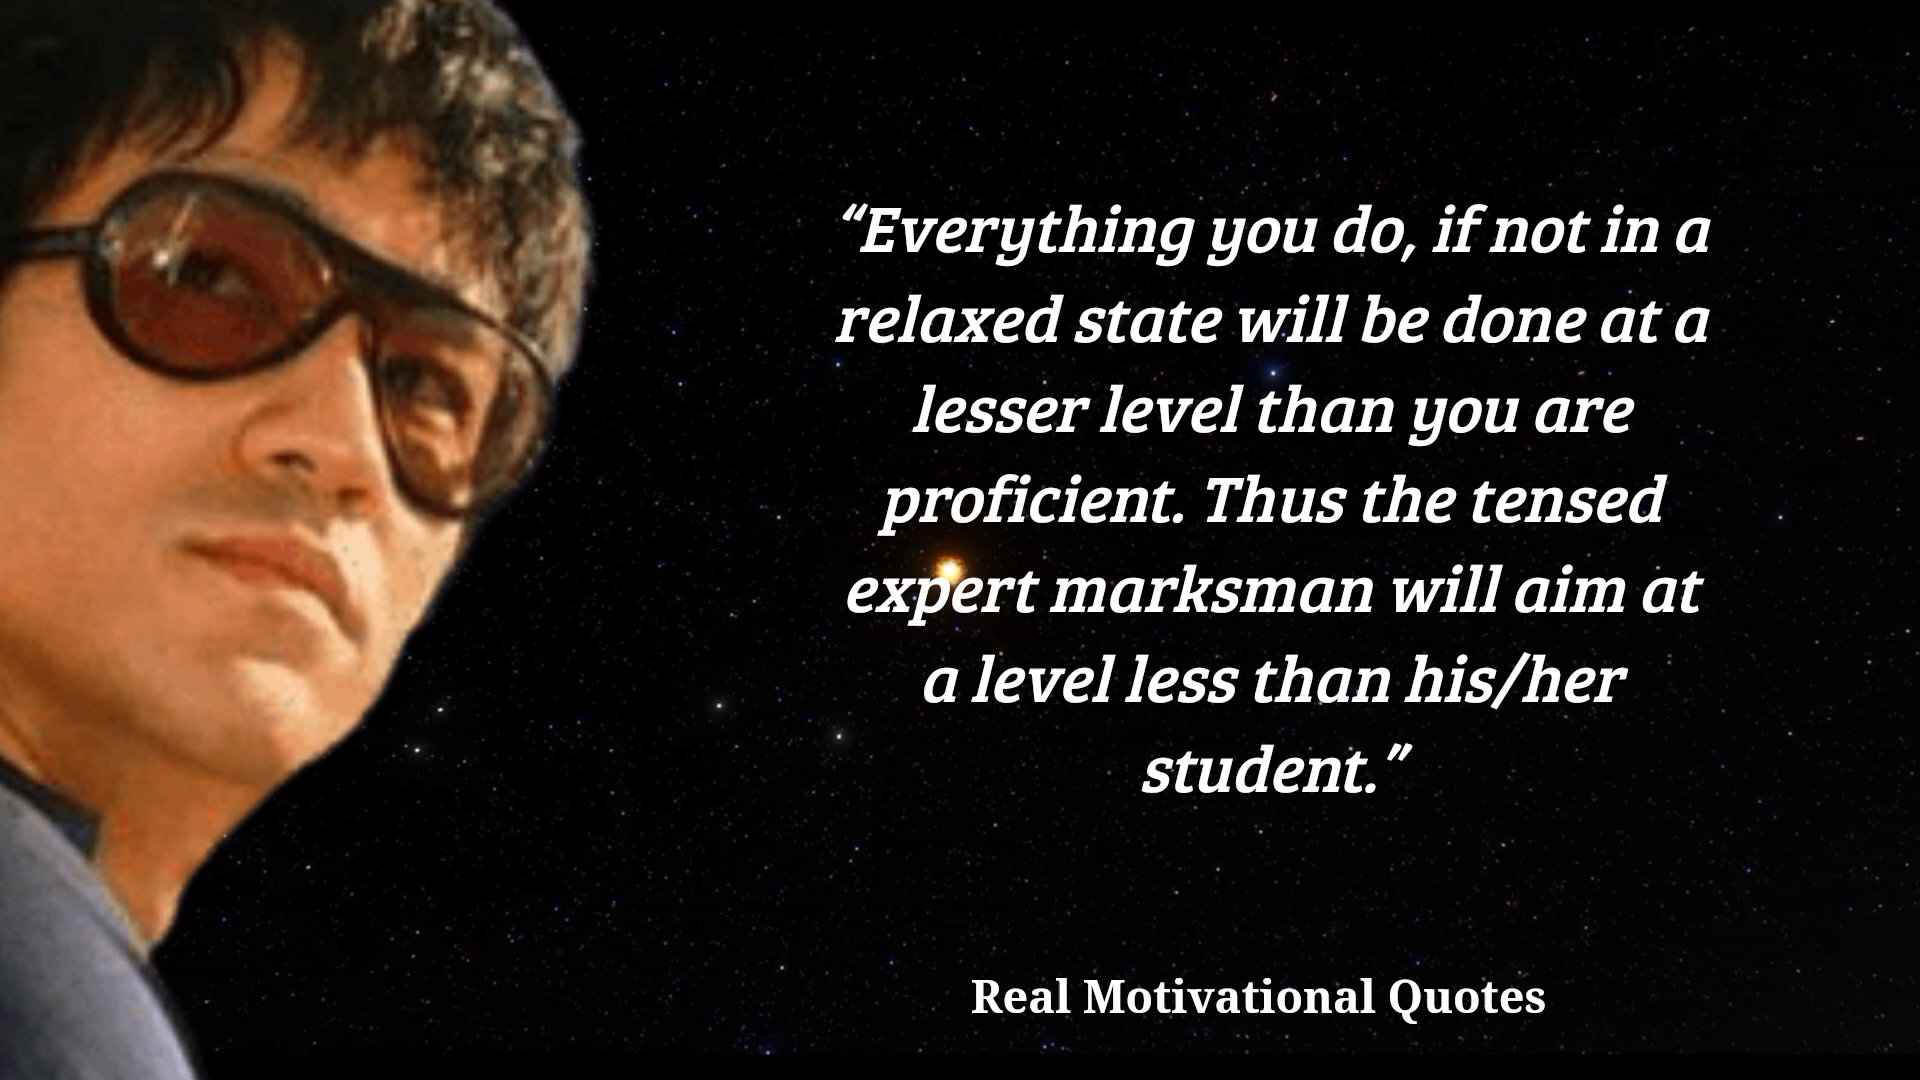 “Everything you do, if not in a
relaxed state will be done at a
lesser level than you are
proficient. Thus the tensed
expert marksman will aim at
a level less than his/her
student.”
Real Motivational Quotes